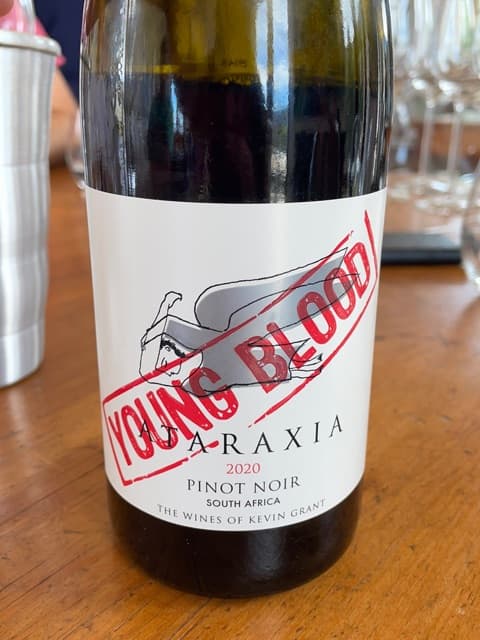 YOUNG BLOOD
ATARAXIA
2020
PINOT NOIR
SOUTH AFRICA
THE WINES OF KEVIN GRANT